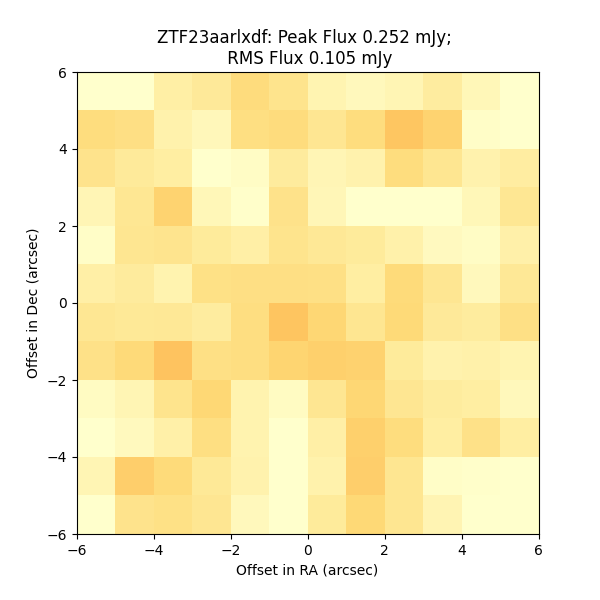 ZTF23aarlxdf: Peak Flux 0.252 mJy;
RMS Flux 0.105 mJy
6
4
2
0
−2
−4
−6
Offset in Dec (arcsec)
−6 −4 −2 0 2 4 6
Offset in RA (arcsec)